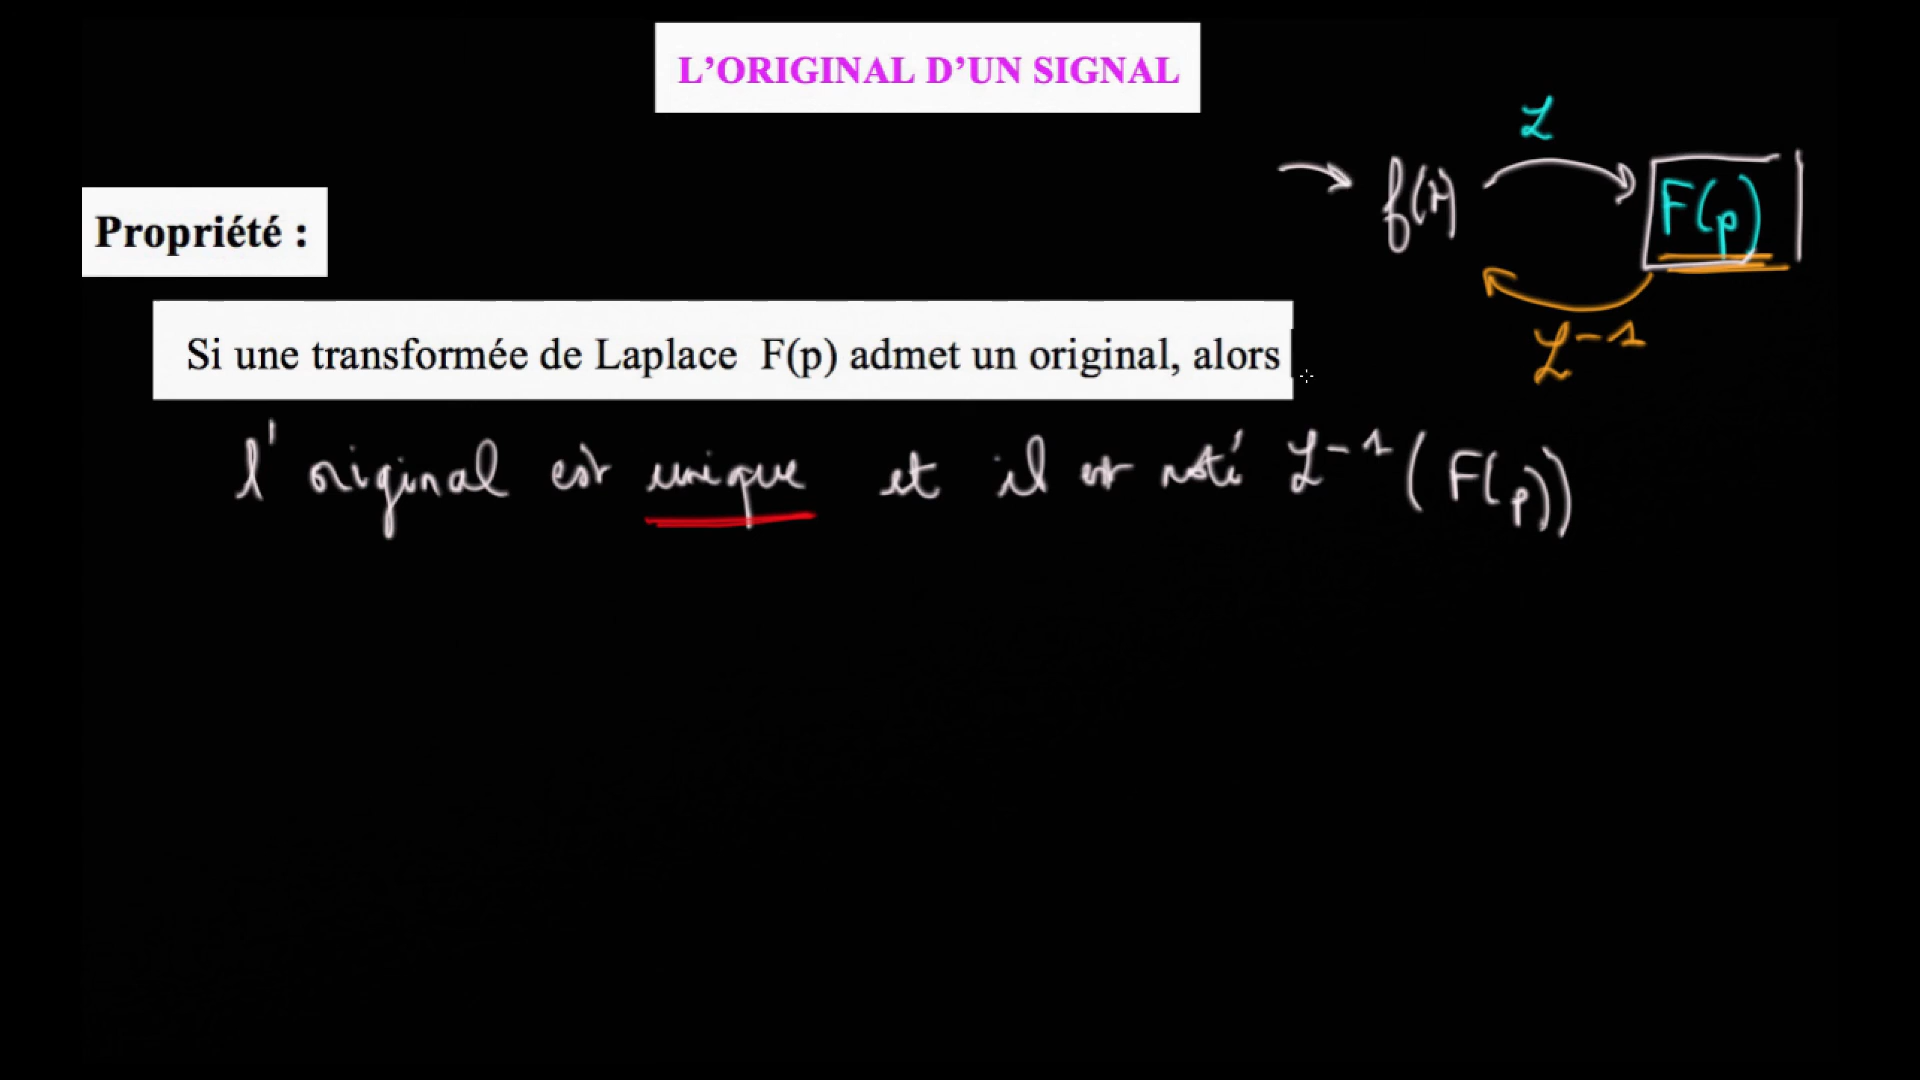 L'ORIGINAL D'UN SIGNAL
ℒ
f(t) F(p)
Propriété :
ℒ⁻¹
Si une transformée de Laplace F(p) admet un original, alors
l'original est unique et il est noté ℒ⁻¹(F(p))